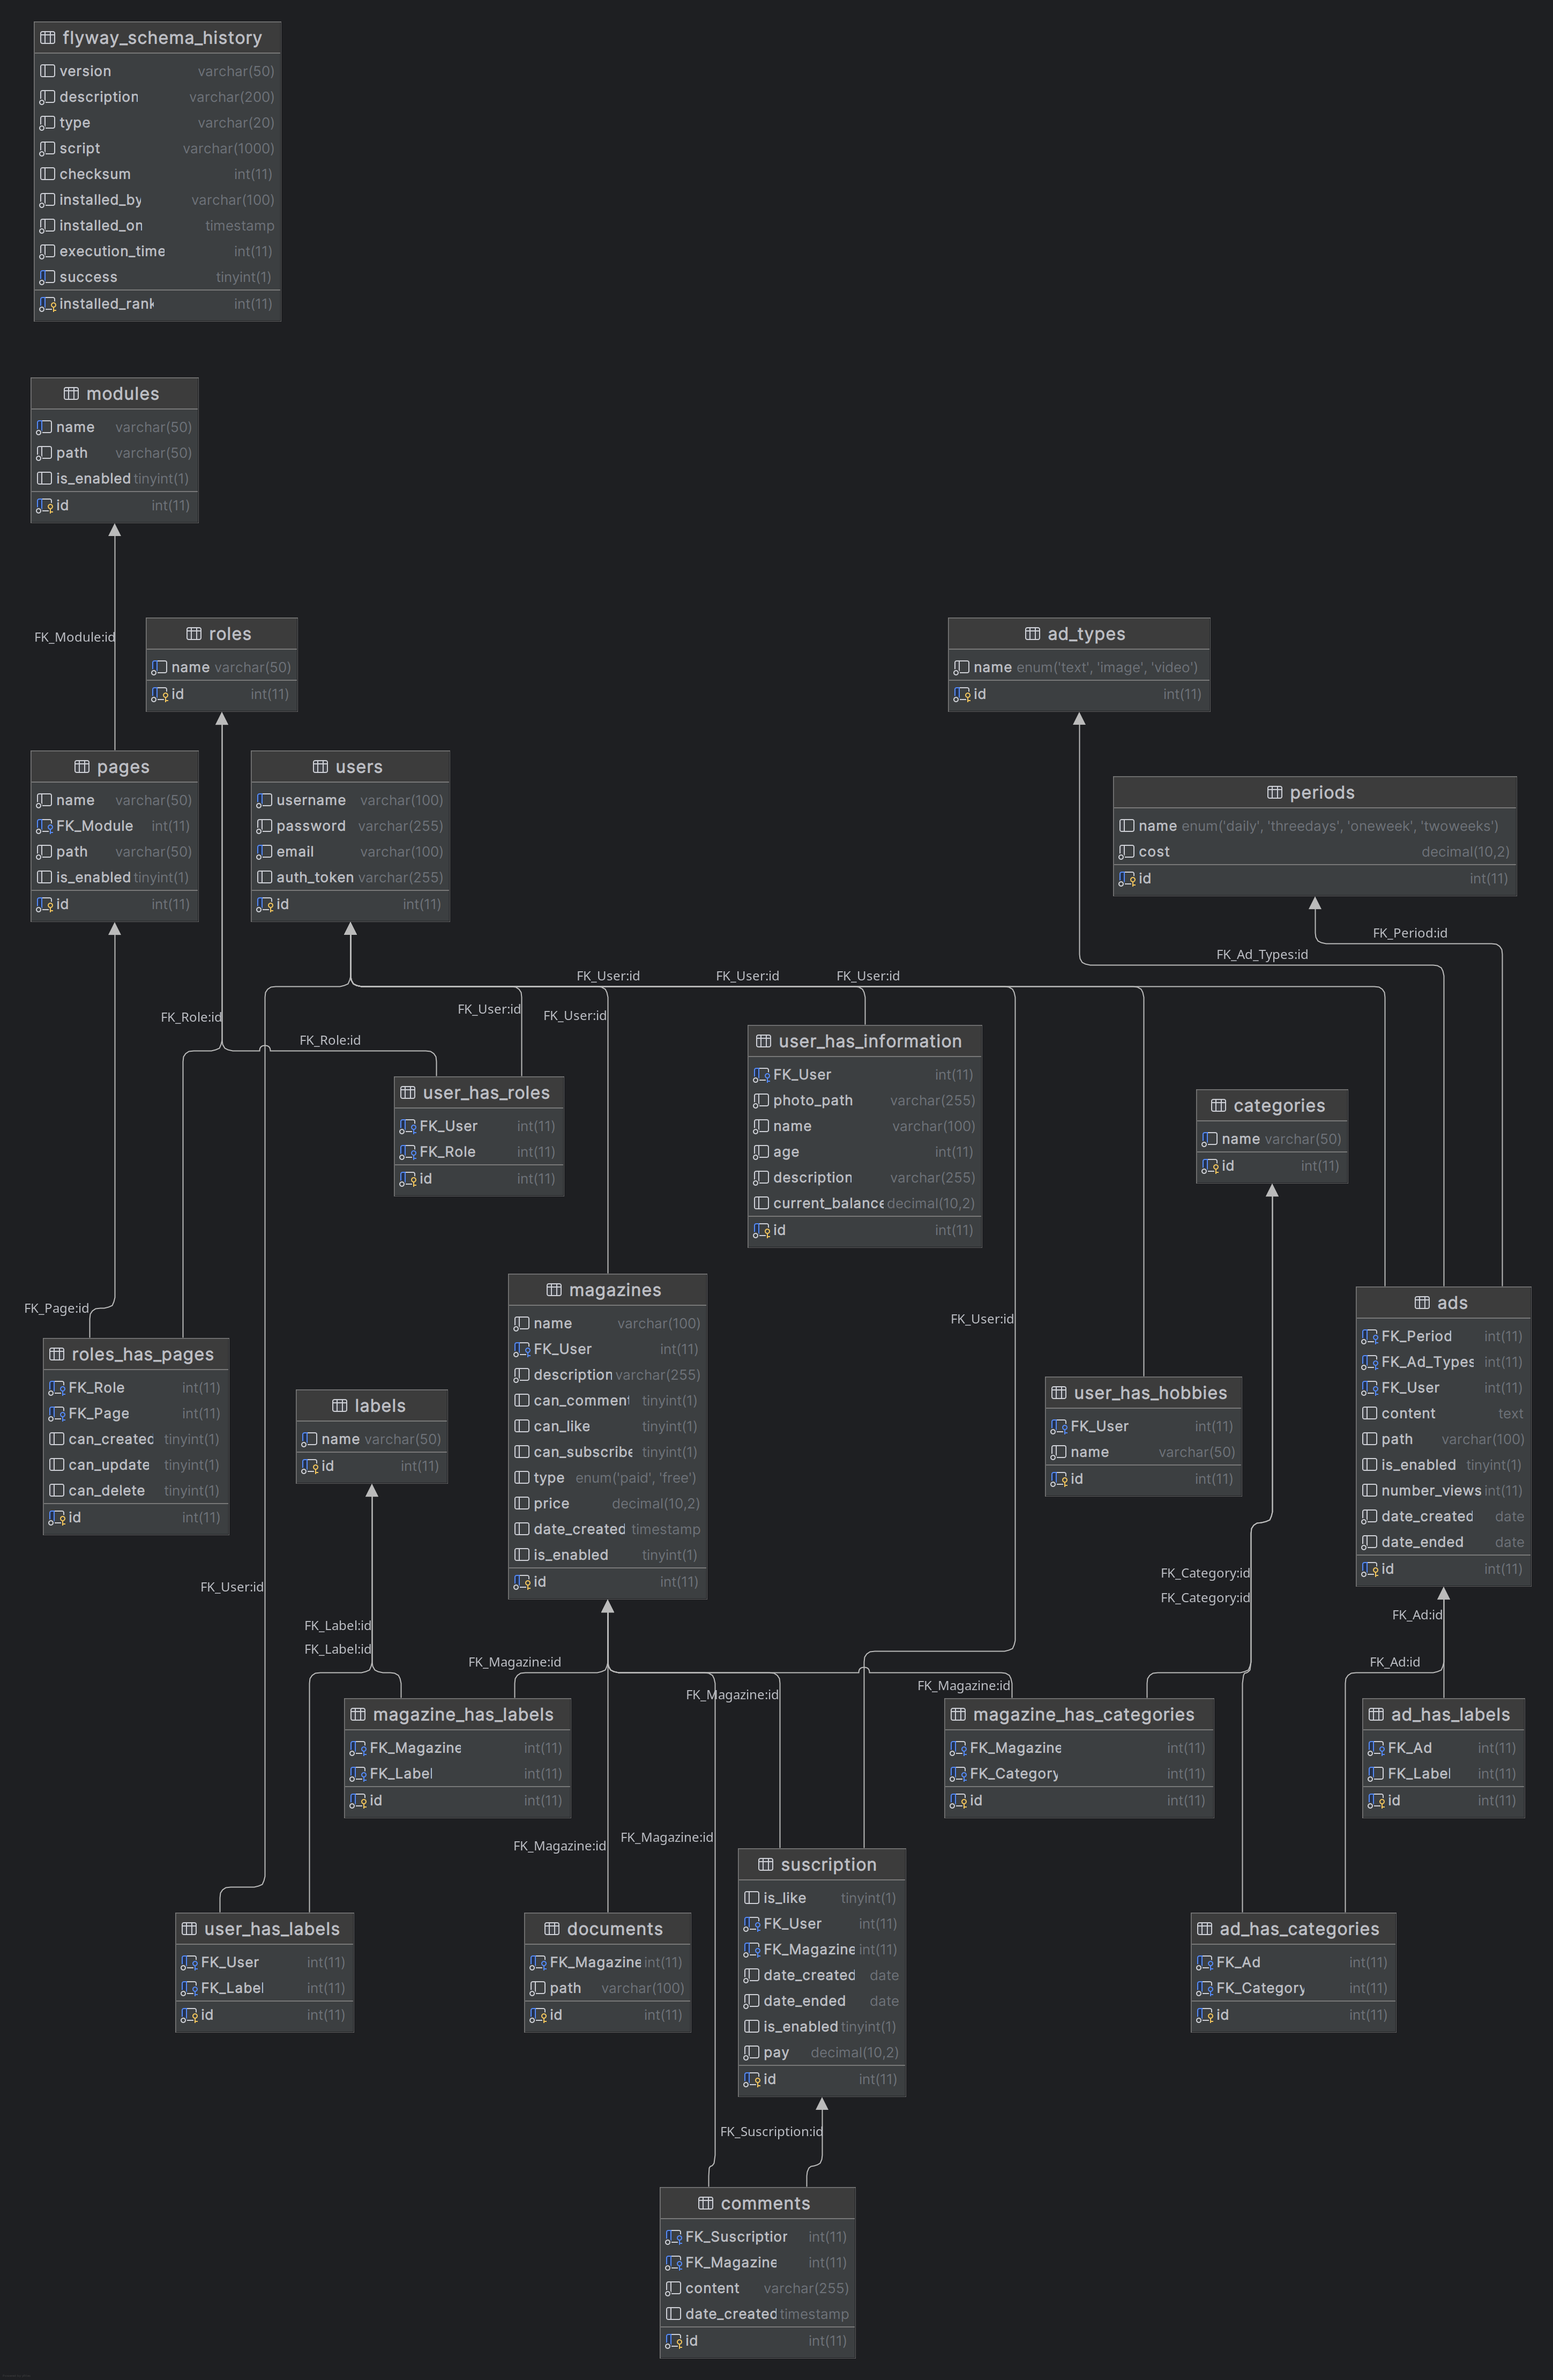 flyway_schema_history
version varchar(50)
description varchar(200)
type varchar(20)
script varchar(1000)
checksum int(11)
installed_by varchar(100)
installed_on timestamp
execution_time int(11)
success tinyint(1)
installed_rank int(11)
modules
name varchar(50)
path varchar(50)
is_enabled tinyint(1)
id int(11)
FK_Module:id
roles
name varchar(50)
id int(11)
ad_types
name enum('text', 'image', 'video')
id int(11)
pages
name varchar(50)
FK_Module int(11)
path varchar(50)
is_enabled tinyint(1)
id int(11)
users
username varchar(100)
password varchar(255)
email varchar(100)
auth_token varchar(255)
id int(11)
periods
name enum('daily', 'threedays', 'oneweek', 'twoweeks')
cost decimal(10,2)
id int(11)
FK_Period:id
FK_Ad_Types:id
FK_User:id
FK_User:id
FK_User:id
FK_User:id
FK_User:id
FK_Role:id
FK_Role:id
user_has_roles
FK_User int(11)
FK_Role int(11)
id int(11)
user_has_information
FK_User int(11)
photo_path varchar(255)
name varchar(100)
age int(11)
description varchar(255)
current_balance decimal(10,2)
id int(11)
categories
name varchar(50)
id int(11)
FK_Page:id
FK_User:id
roles_has_pages
FK_Role int(11)
FK_Page int(11)
can_created tinyint(1)
can_update tinyint(1)
can_delete tinyint(1)
id int(11)
labels
name varchar(50)
id int(11)
magazines
name varchar(100)
FK_User int(11)
description varchar(255)
can_comment tinyint(1)
can_like tinyint(1)
can_subscribe tinyint(1)
type enum('paid', 'free')
price decimal(10,2)
date_created timestamp
is_enabled tinyint(1)
id int(11)
user_has_hobbies
FK_User int(11)
name varchar(50)
id int(11)
ads
FK_Period int(11)
FK_Ad_Types int(11)
FK_User int(11)
content text
path varchar(100)
is_enabled tinyint(1)
number_views int(11)
date_created date
date_ended date
id int(11)
FK_User:id
FK_Category:id
FK_Category:id
FK_Ad:id
FK_Label:id
FK_Label:id
FK_Magazine:id
FK_Ad:id
FK_Magazine:id
FK_Magazine:id
magazine_has_labels
FK_Magazine int(11)
FK_Label int(11)
id int(11)
magazine_has_categories
FK_Magazine int(11)
FK_Category int(11)
id int(11)
ad_has_labels
FK_Ad int(11)
FK_Label int(11)
id int(11)
FK_Magazine:id
FK_Magazine:id
user_has_labels
FK_User int(11)
FK_Label int(11)
id int(11)
documents
FK_Magazine int(11)
path varchar(100)
id int(11)
suscription
is_like tinyint(1)
FK_User int(11)
FK_Magazine int(11)
date_created date
date_ended date
is_enabled tinyint(1)
pay decimal(10,2)
id int(11)
ad_has_categories
FK_Ad int(11)
FK_Category int(11)
id int(11)
FK_Suscription:id
comments
FK_Suscription int(11)
FK_Magazine int(11)
content varchar(255)
date_created timestamp
id int(11)